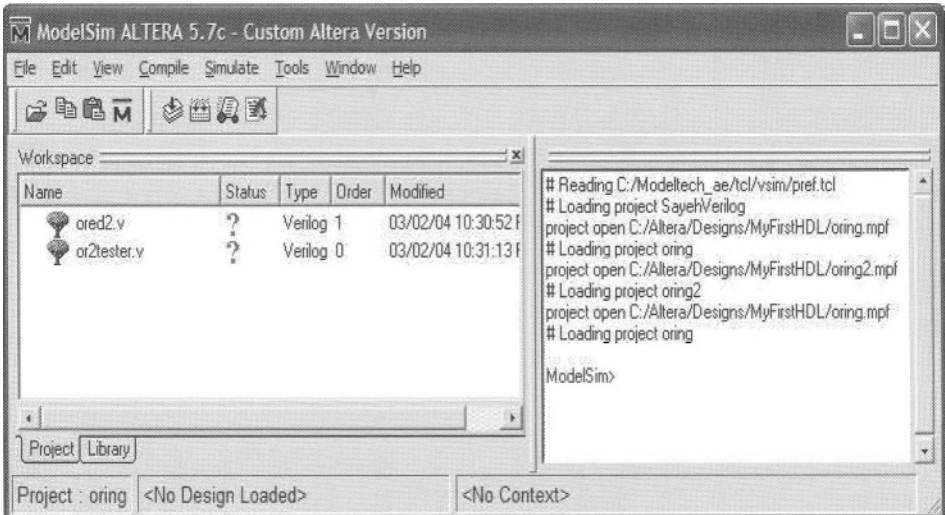 ModelSim ALTERA 5.7c - Custom Altera Version
File Edit View Compile Simulate Tools Window Help
Workspace
Name Status Type Order Modified
ored2.v ? Verilog 1 03/02/04 10:30:52
or2tester.v ? Verilog 0 03/02/04 10:31:13
Project Library
# Reading C:/Modeltech_ae/tcl/vsim/pref.tcl
# Loading project SayehVerilog
project open C:/Altera/Designs/MyFirstHDL/oring.mpf
# Loading project oring
project open C:/Altera/Designs/MyFirstHDL/oring2.mpf
# Loading project oring2
project open C:/Altera/Designs/MyFirstHDL/oring.mpf
# Loading project oring
ModelSim>
Project : oring <No Design Loaded> <No Context>